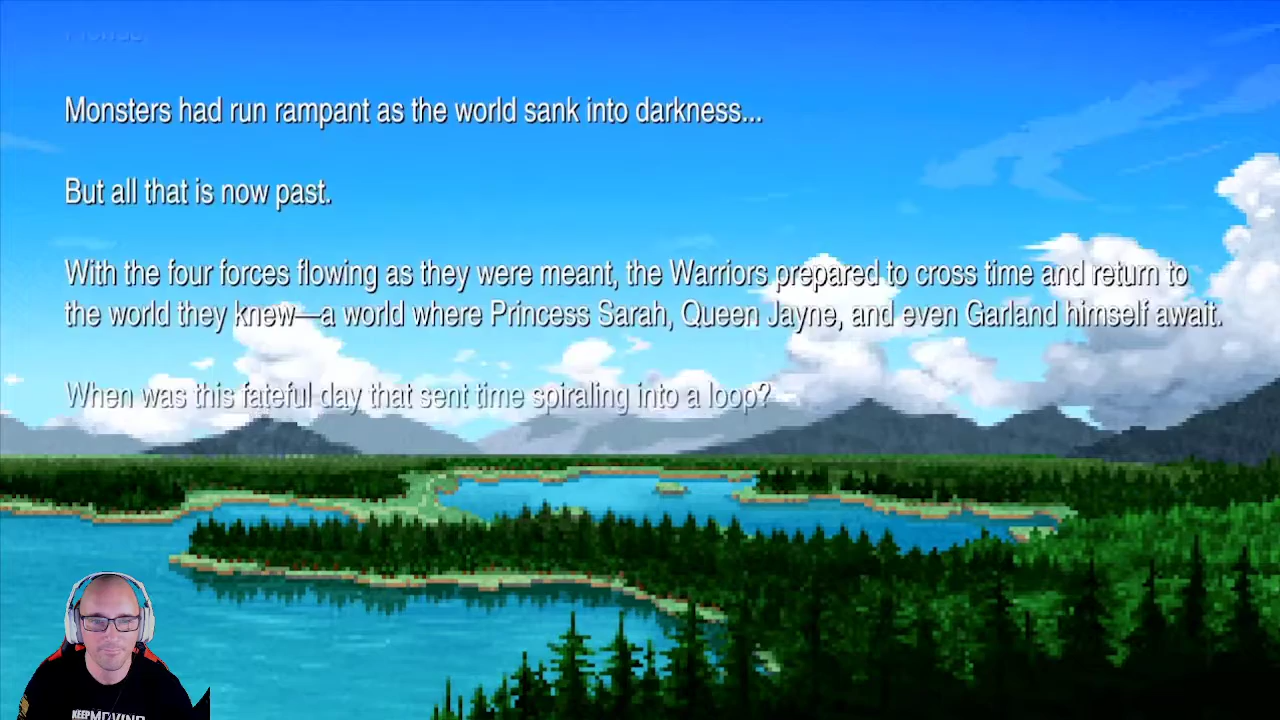 Monsters had run rampant as the world sank into darkness...
But all that is now past.
With the four forces flowing as they were meant, the Warriors prepared to cross time and return to
the world they knew—a world where Princess Sarah, Queen Jayne, and even Garland himself await.
When was this fateful day that sent time spiraling into a loop?
KEEP MOVING